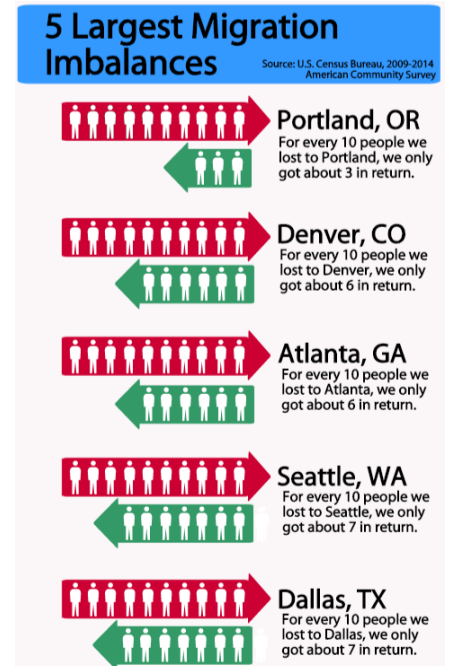 5 Largest Migration
Imbalances
Source: U.S. Census Bureau, 2009-2014
American Community Survey
Portland, OR
For every 10 people we
lost to Portland, we only
got about 3 in return.
Denver, CO
For every 10 people we
lost to Denver, we only
got about 6 in return.
Atlanta, GA
For every 10 people we
lost to Atlanta, we only
got about 6 in return.
Seattle, WA
For every 10 people we
lost to Seattle, we only
got about 7 in return.
Dallas, TX
For every 10 people we
lost to Dallas, we only
got about 7 in return.